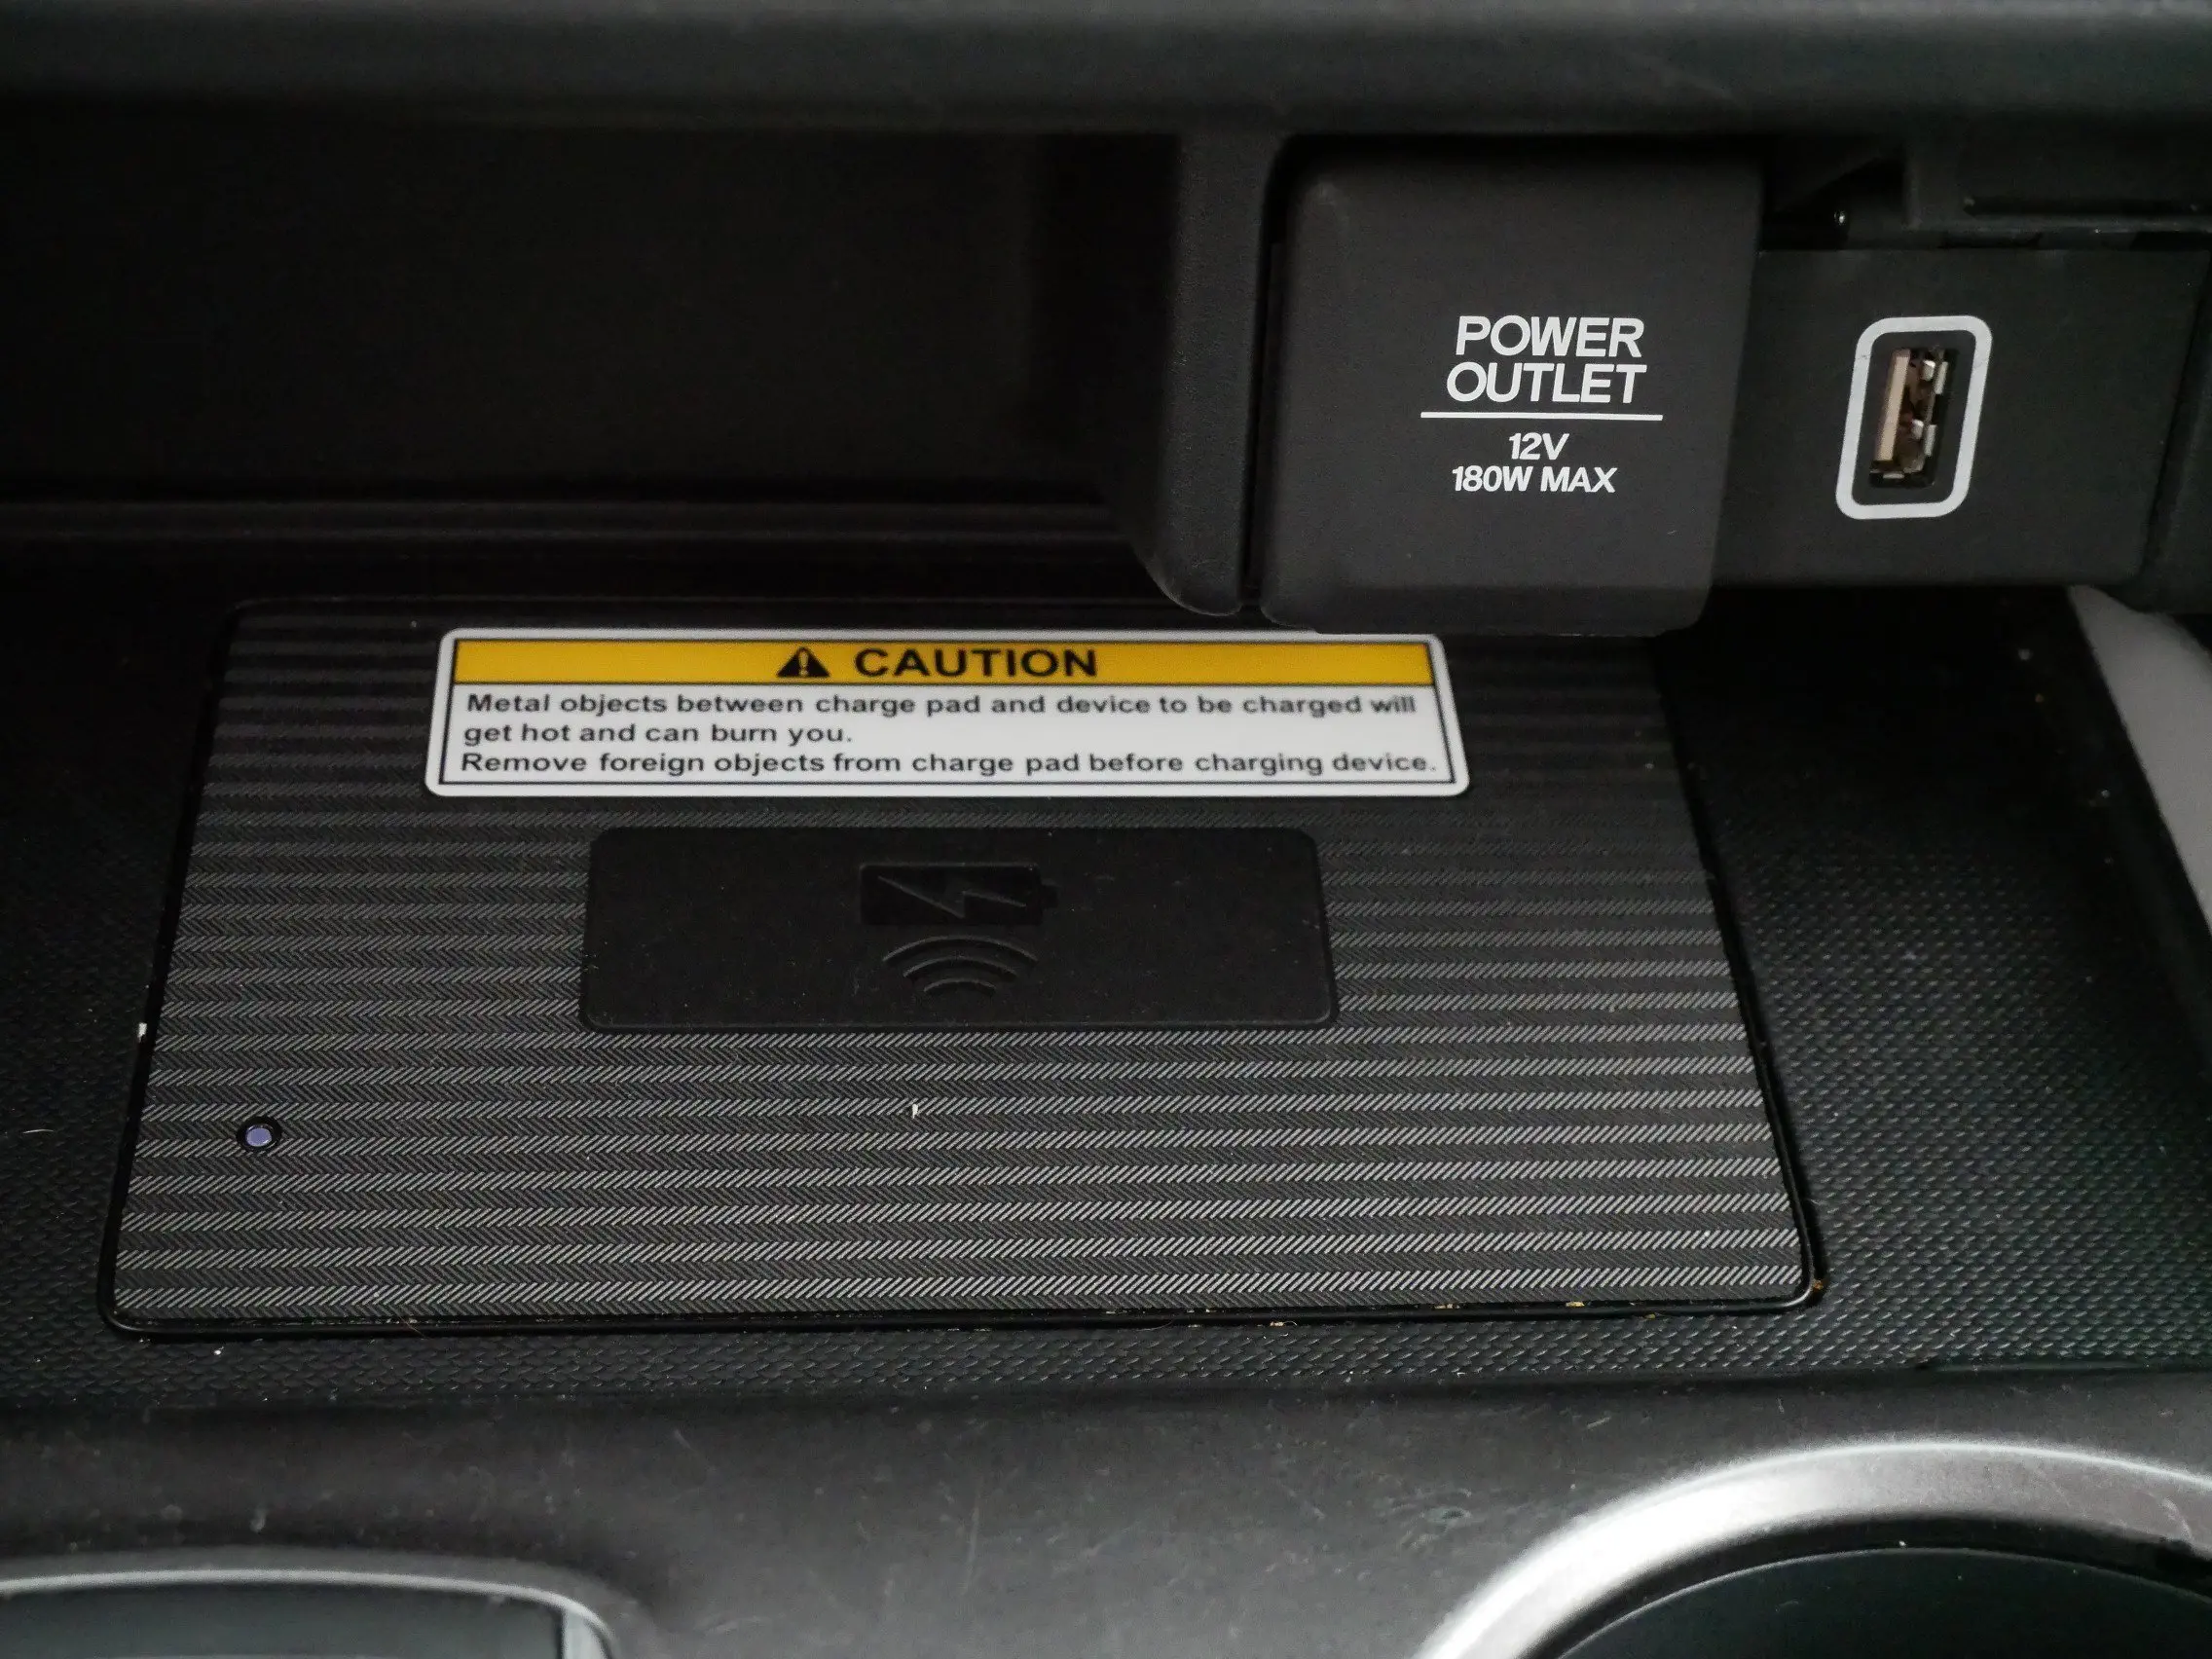 POWER
OUTLET
12V
180W MAX
CAUTION
Metal objects between charge pad and device to be charged will
get hot and can burn you.
Remove foreign objects from charge pad before charging device.